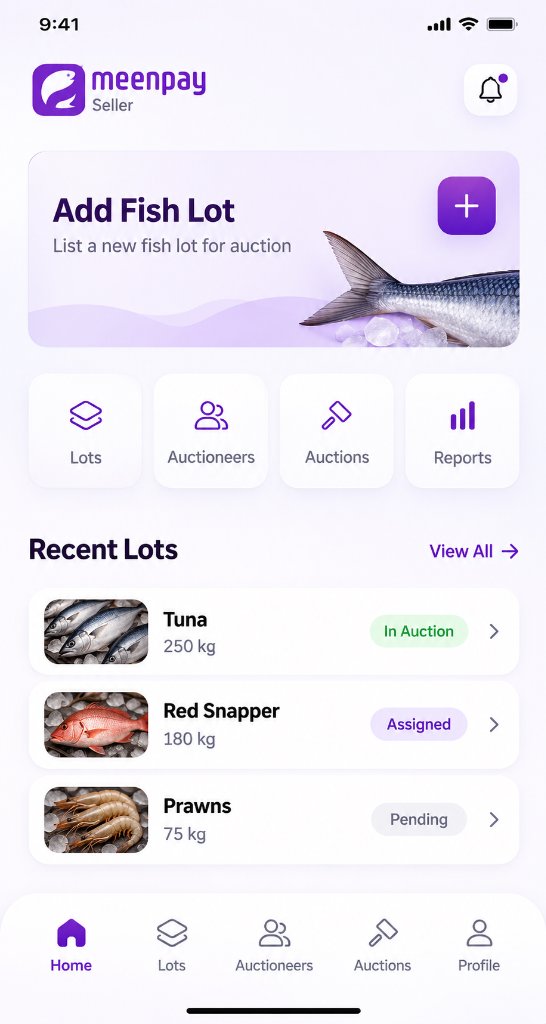 9:41
meenpay
Seller
Add Fish Lot
List a new fish lot for auction
Lots
Auctioneers
Auctions
Reports
Recent Lots
View All
Tuna
250 kg
In Auction
Red Snapper
180 kg
Assigned
Prawns
75 kg
Pending
Home
Lots
Auctioneers
Auctions
Profile